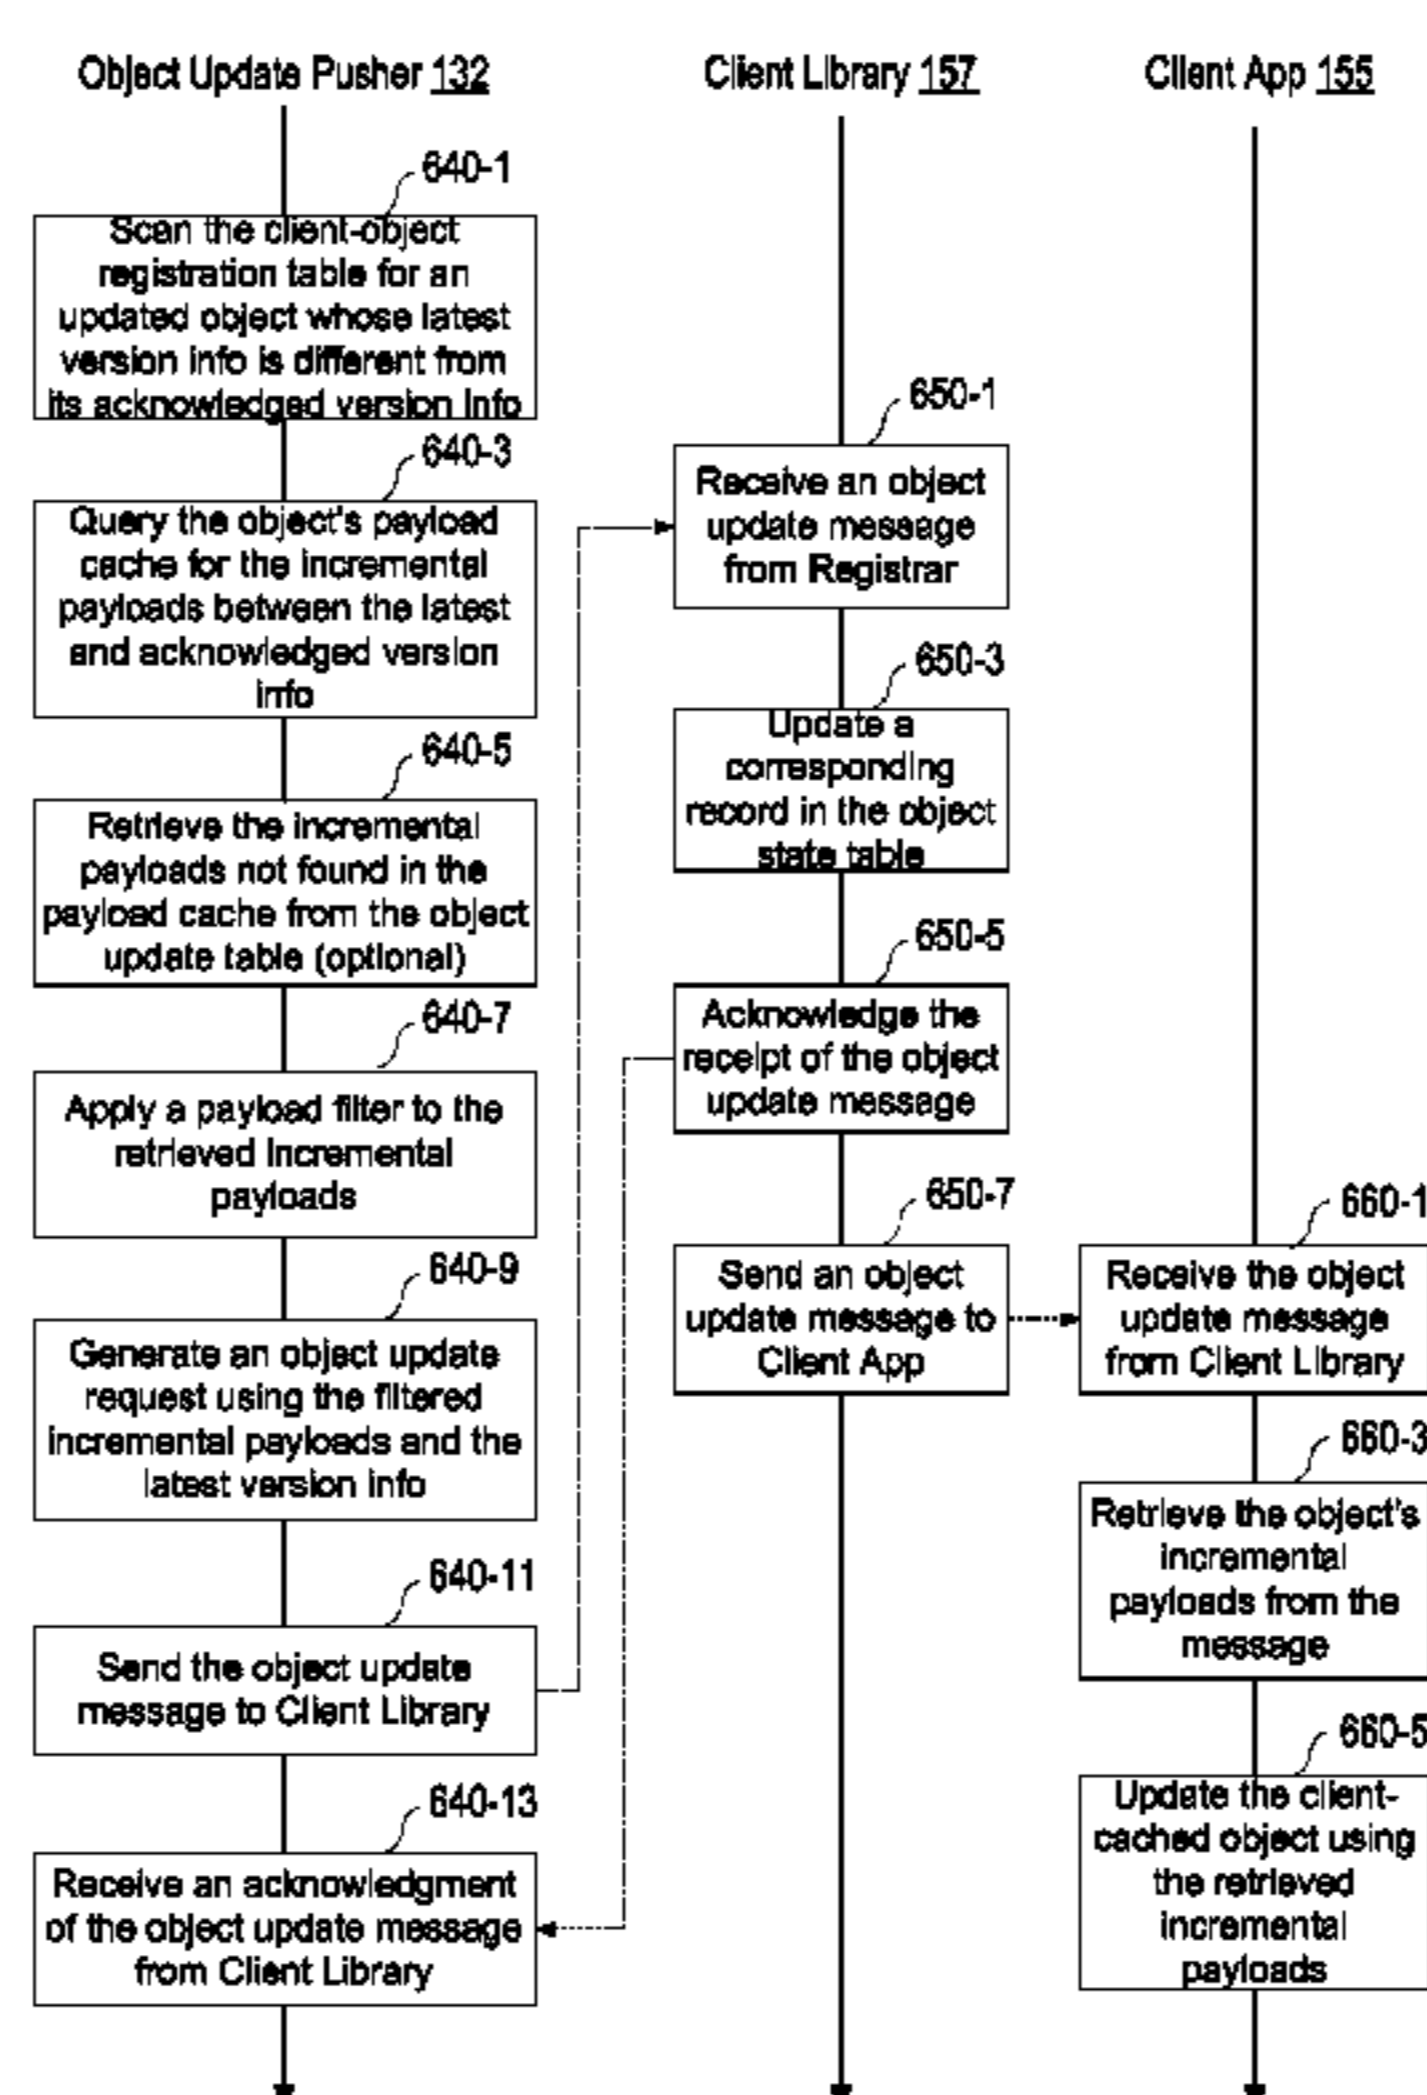 Object Update Pusher 132
Client Library 157
Client App 155
640-1
Scan the client-object
registration table for an
updated object whose latest
version info is different from
its acknowledged version info
640-3
Query the object's payload
cache for the incremental
payloads between the latest
and acknowledged version
info
640-5
Retrieve the incremental
payloads not found in the
payload cache from the object
update table (optional)
640-7
Apply a payload filter to the
retrieved incremental
payloads
640-9
Generate an object update
request using the filtered
incremental payloads and the
latest version info
640-11
Send the object update
message to Client Library
640-13
Receive an acknowledgment
of the object update message
from Client Library
650-1
Receive an object
update message
from Registrar
650-3
Update a
corresponding
record in the object
state table
650-5
Acknowledge the
receipt of the object
update message
650-7
Send an object
update message to
Client App
660-1
Receive the object
update message
from Client Library
660-3
Retrieve the object's
incremental
payloads from the
message
660-5
Update the client-
cached object using
the retrieved
incremental
payloads